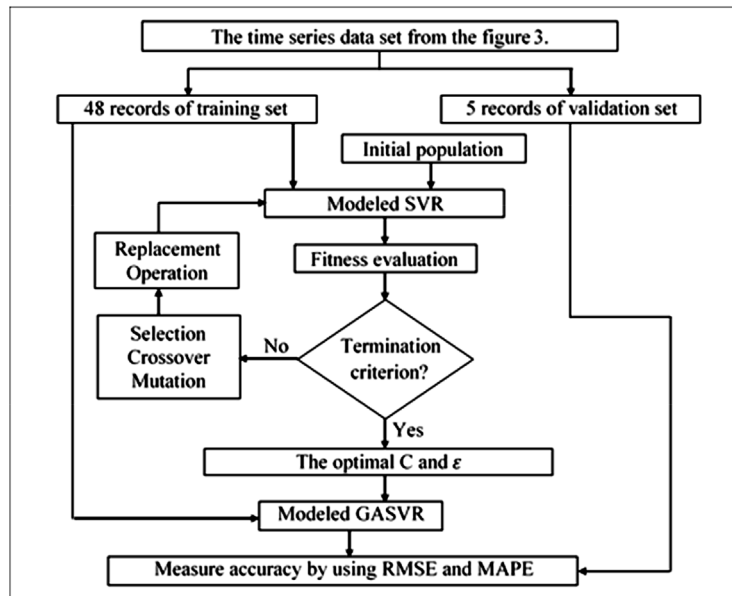 The time series data set from the figure 3.
48 records of training set
5 records of validation set
Initial population
Modeled SVR
Replacement
Operation
Fitness evaluation
Selection
Crossover
Mutation
No
Termination
criterion?
Yes
The optimal C and ε
Modeled GASVR
Measure accuracy by using RMSE and MAPE